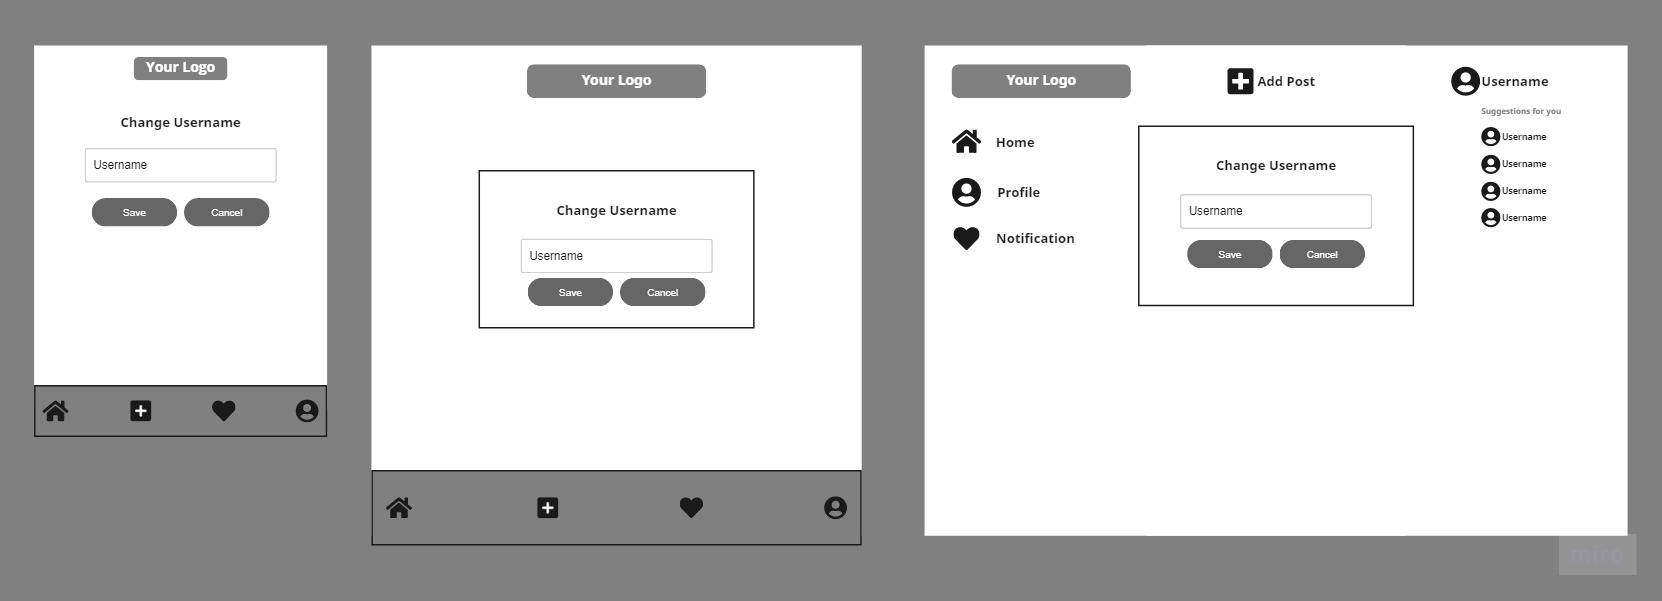 Your Logo
Change Username
Username
Save
Cancel
Your Logo
Change Username
Username
Save
Cancel
Your Logo
Add Post
Username
Suggestions for you
Home
Profile
Notification
Change Username
Username
Save
Cancel
Username
Username
Username
Username
miro